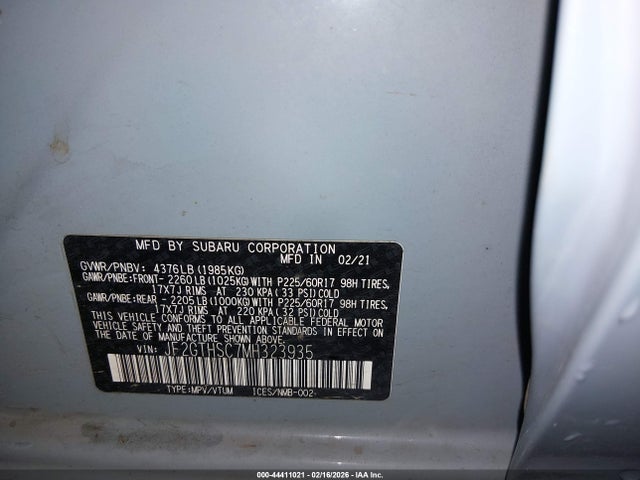 MFD BY SUBARU CORPORATION
MFD IN 02/21
GVWR/PNBV: 4376LB(1985KG)
GAWR/PNBE:FRONT- 2260LB(1025KG)WITH P225/60R17 98H TIRES,
17X7J RIMS AT 230 KPA(33 PSI)COLD
GAWR/PNBE:REAR - 2205LB(1000KG)WITH P225/60R17 98H TIRES,
17X7J RIMS AT 220 KPA(32 PSI)COLD
THIS VEHICLE CONFORMS TO ALL APPLICABLE FEDERAL MOTOR
VEHICLE SAFETY AND BUMPER STANDARDS IN EFFECT ON THE
DATE OF MANUFACTURE SHOWN ABOVE.
VIN: JF2GTHSC7MH323935
TYPE:MPV/VTUM ICES/NMB-002
000-44411021 - 02/16/2026 - IAA Inc.